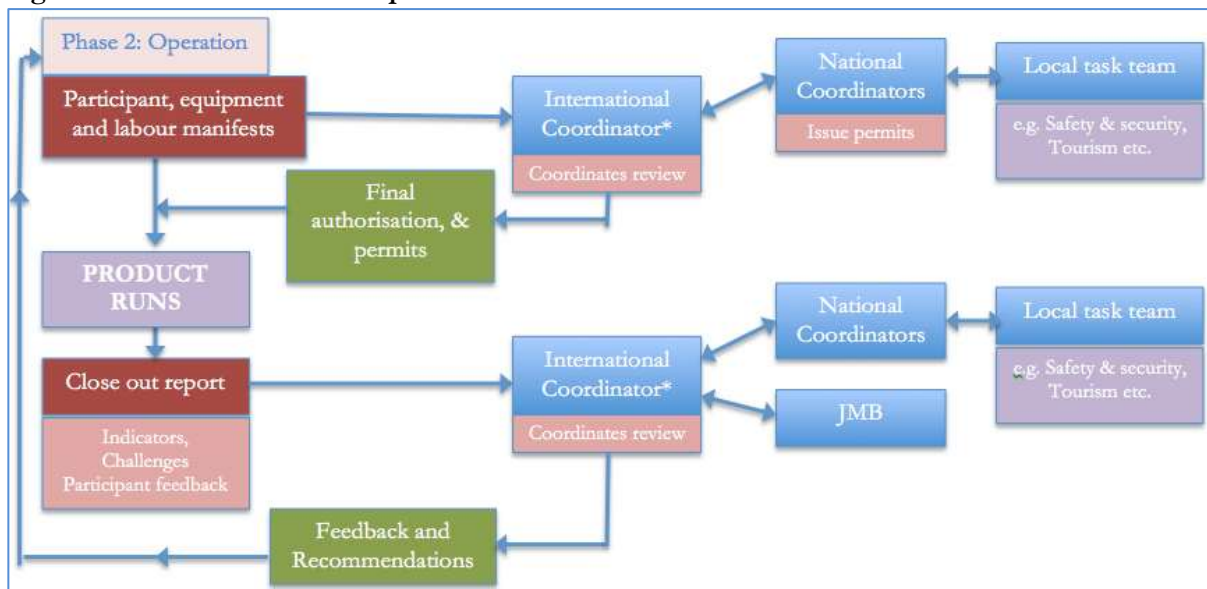 Phase 2: Operation
Participant, equipment
and labour manifests
International
Coordinator*
Coordinates review
National
Coordinators
Issue permits
Local task team
e.g. Safety & security,
Tourism etc.
Final
authorisation, &
permits
PRODUCT
RUNS
Close out report
Indicators,
Challenges
Participant feedback
International
Coordinator*
Coordinates review
National
Coordinators
JMB
Local task team
e.g. Safety & security,
Tourism etc.
Feedback and
Recommendations